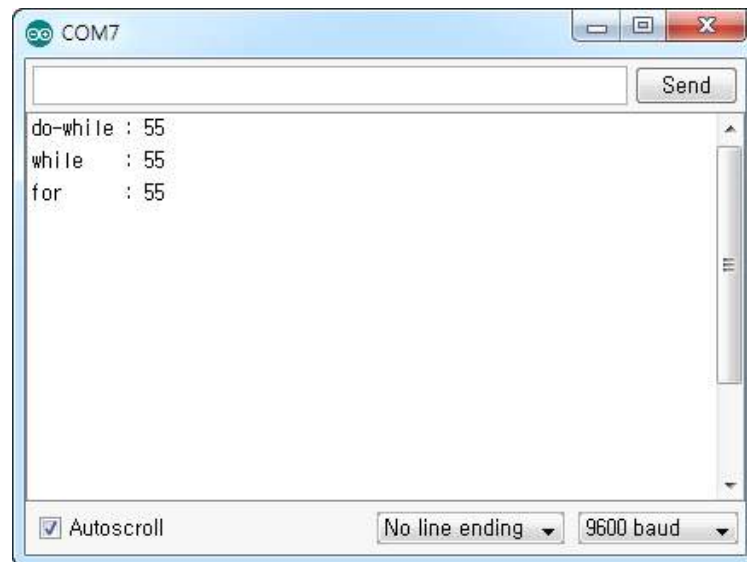 COM7
Send
do-while : 55
while : 55
for : 55
Autoscroll
No line ending
9600 baud